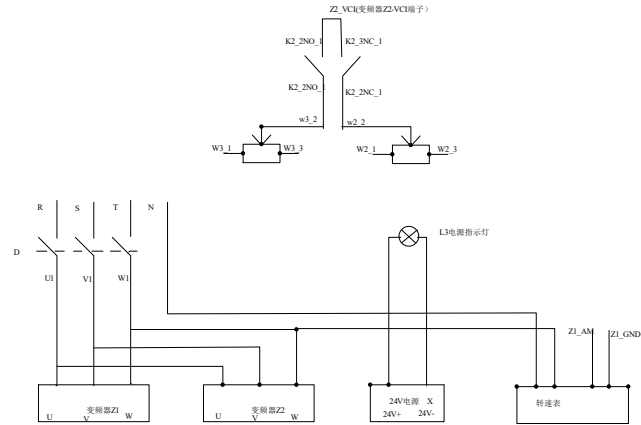 Z2_VCI(变频器Z2-VCI端子）
K2_2NO_1 K2_3NC_1
K2_2NO_1 K2_2NC_1
w3_2 w2_2
W3_1 W3_3 W2_1 W2_3
R S T N
D L3电源指示灯
U1 V1 W1
Z1_AM Z1_GND
变频器Z1 变频器Z2 24V电源 X 转速表
U V W U V W 24V+ 24V-